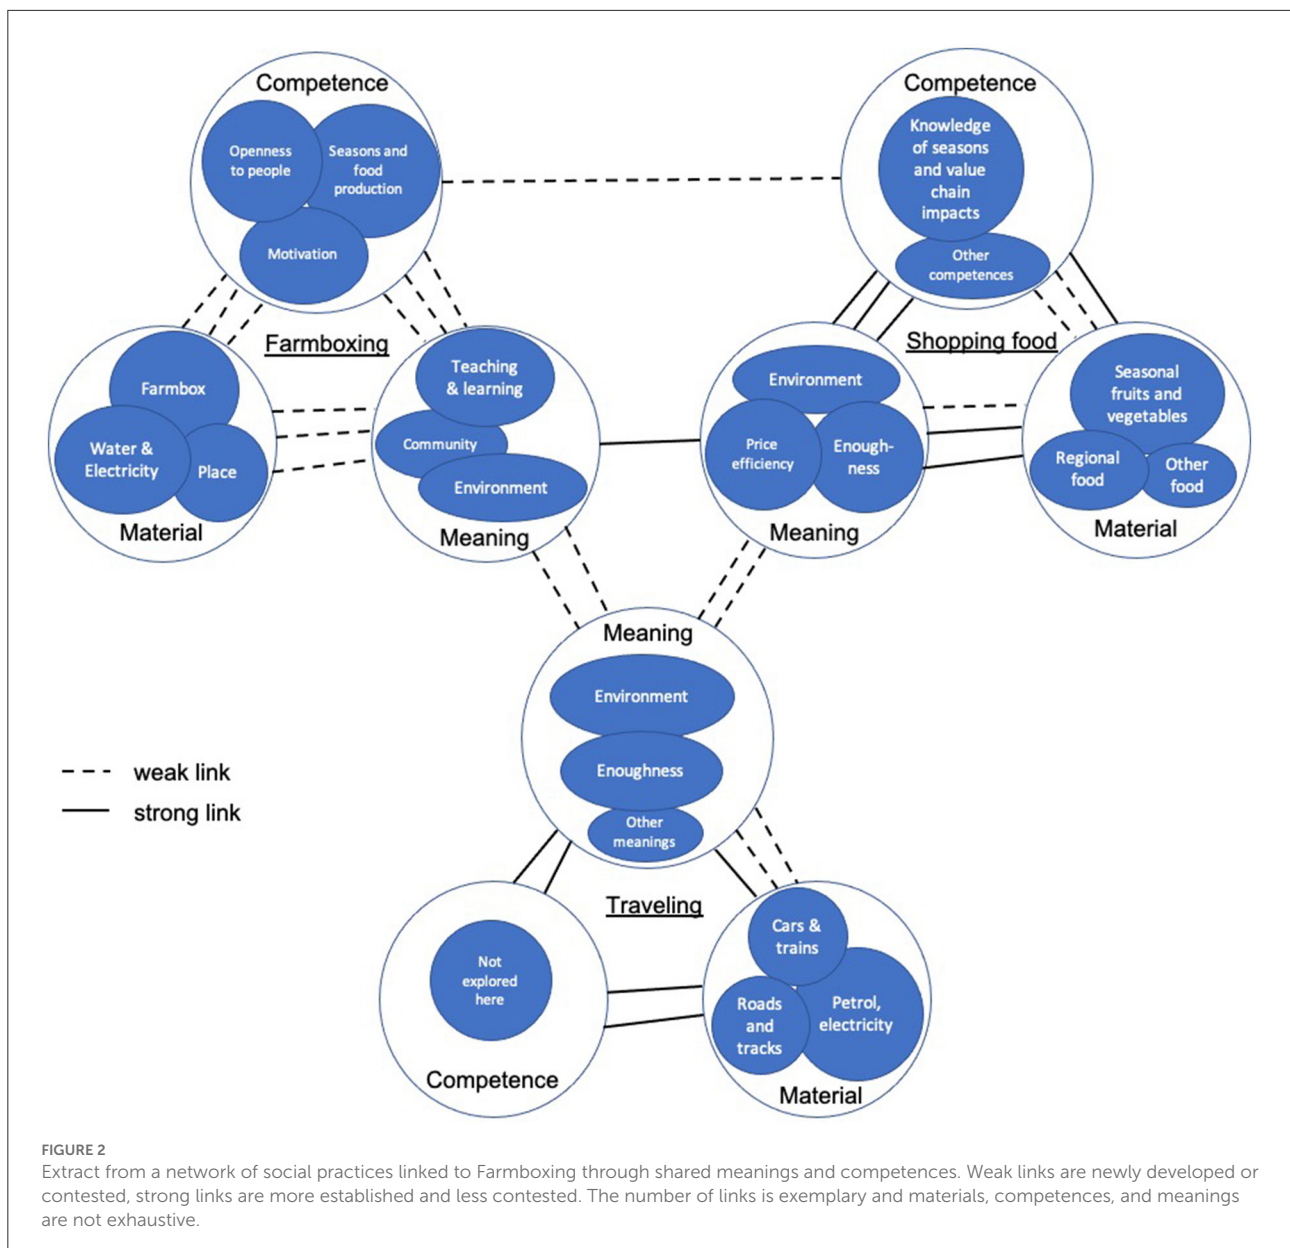 Competence
Openness
to people
Seasons and
food
production
Motivation
Competence
Knowledge
of seasons
and value
chain
impacts
Other
competences
Farmboxing
Shopping food
Farmbox
Water &
Electricity
Place
Material
Teaching
& learning
Community
Environment
Meaning
Environment
Price
efficiency
Enough-
ness
Meaning
Seasonal
fruits and
vegetables
Regional
food
Other
food
Material
Meaning
Environment
Enoughness
Other
meanings
weak link
strong link
Traveling
Not
explored
here
Competence
Cars &
trains
Roads
and
tracks
Petrol,
electricity
Material
FIGURE 2
Extract from a network of social practices linked to Farmboxing through shared meanings and competences. Weak links are newly developed or
contested, strong links are more established and less contested. The number of links is exemplary and materials, competences, and meanings
are not exhaustive.